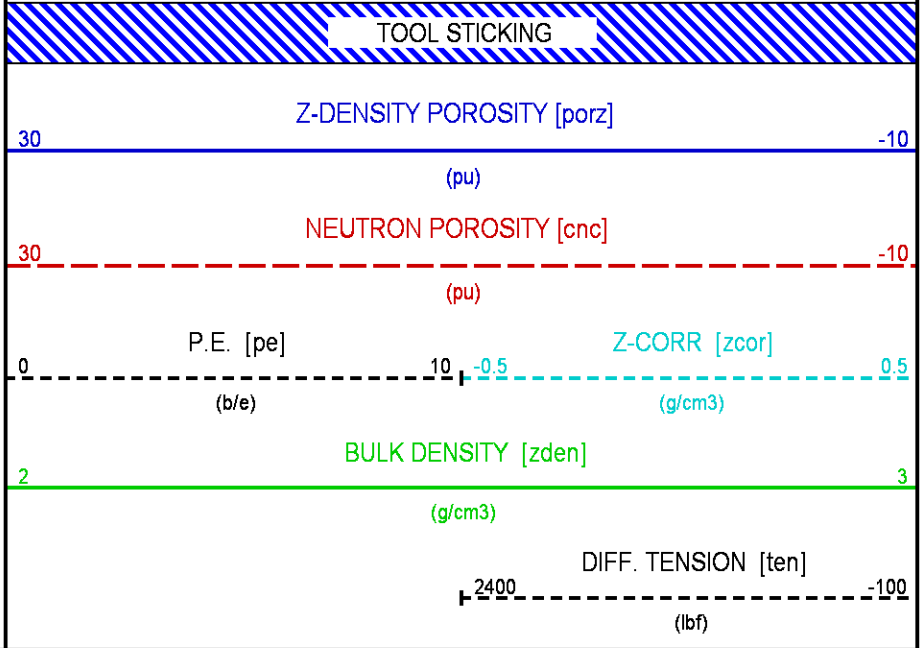 TOOL STICKING
Z-DENSITY POROSITY [porz]
30 -10
(pu)
NEUTRON POROSITY [cnc]
30 -10
(pu)
P.E. [pe] Z-CORR [zcor]
0 10 -0.5 0.5
(b/e) (g/cm3)
BULK DENSITY [zden]
2 3
(g/cm3)
DIFF. TENSION [ten]
2400 -100
(lbf)